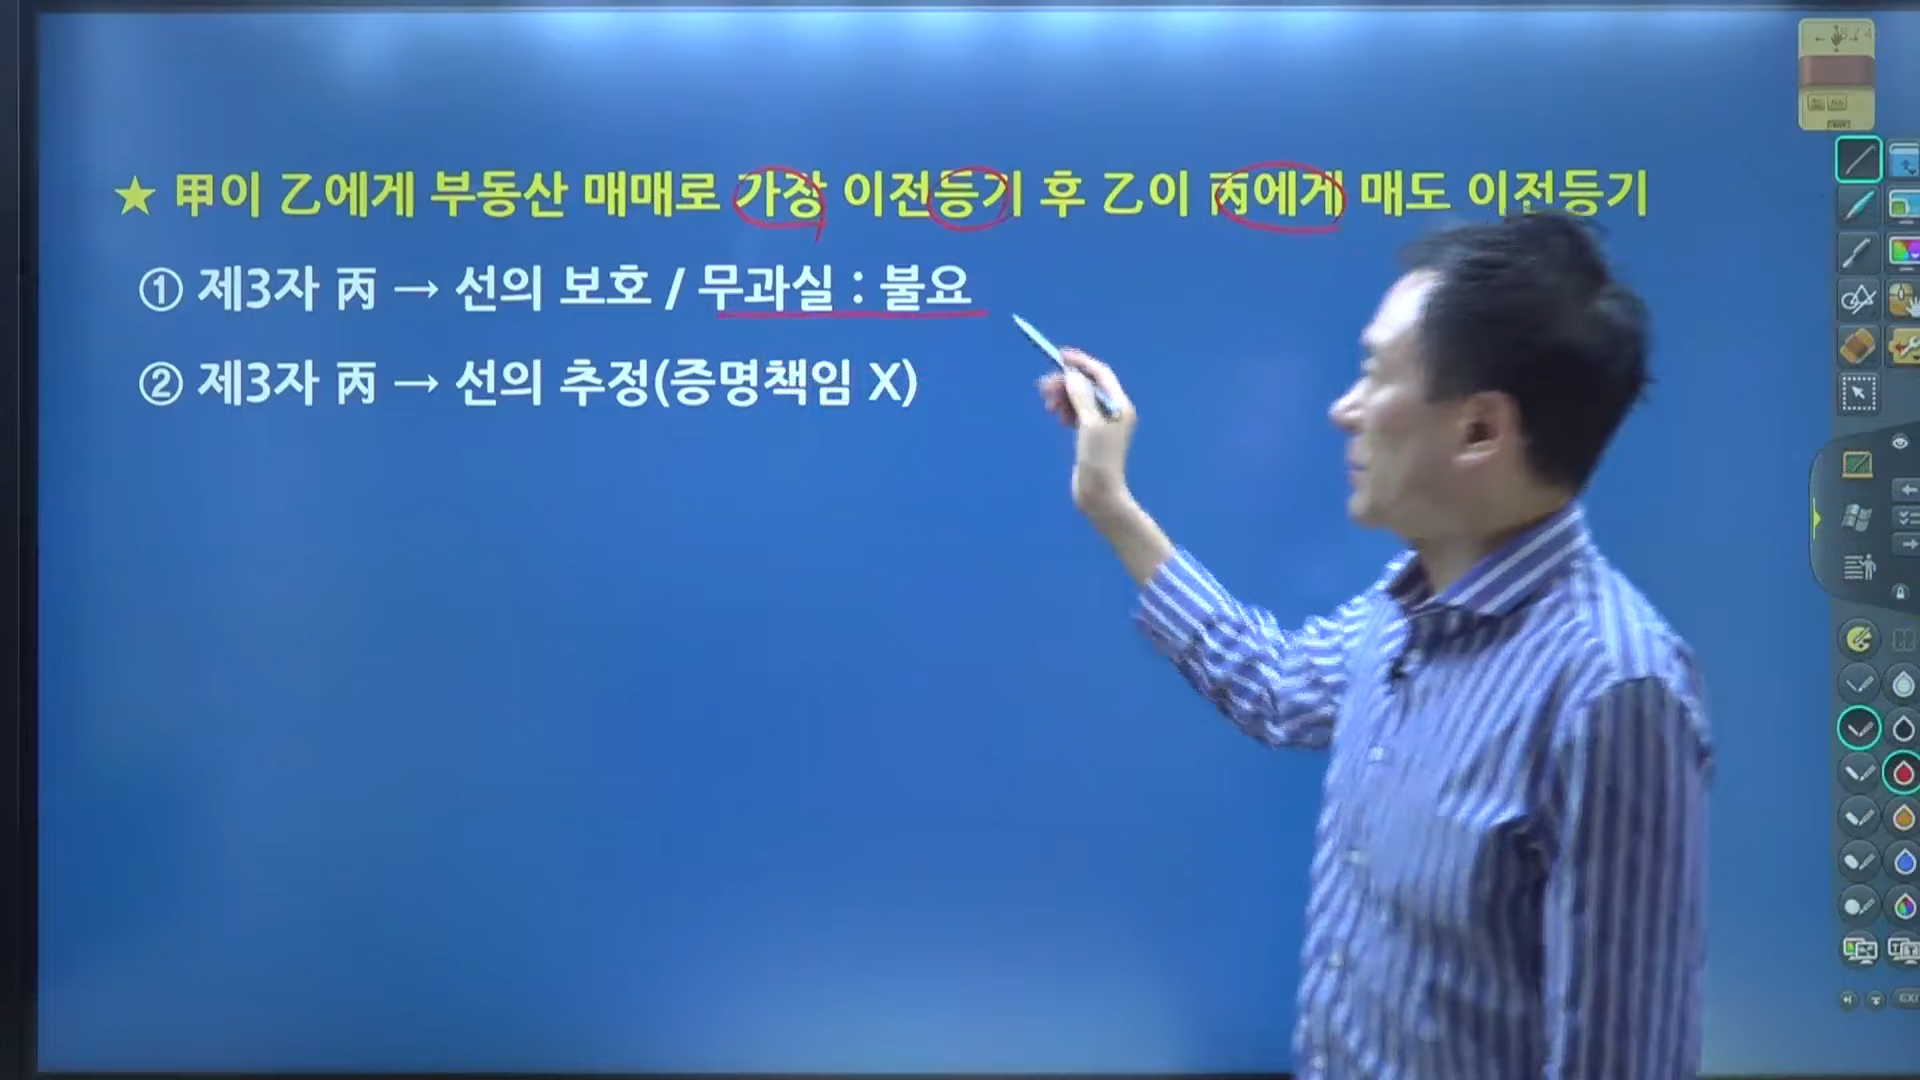 ★ 甲이 乙에게 부동산 매매로 가장 이전등기 후 乙이 丙에게 매도 이전등기
① 제3자 丙 → 선의 보호 / 무과실 : 불요
② 제3자 丙 → 선의 추정(증명책임 X)